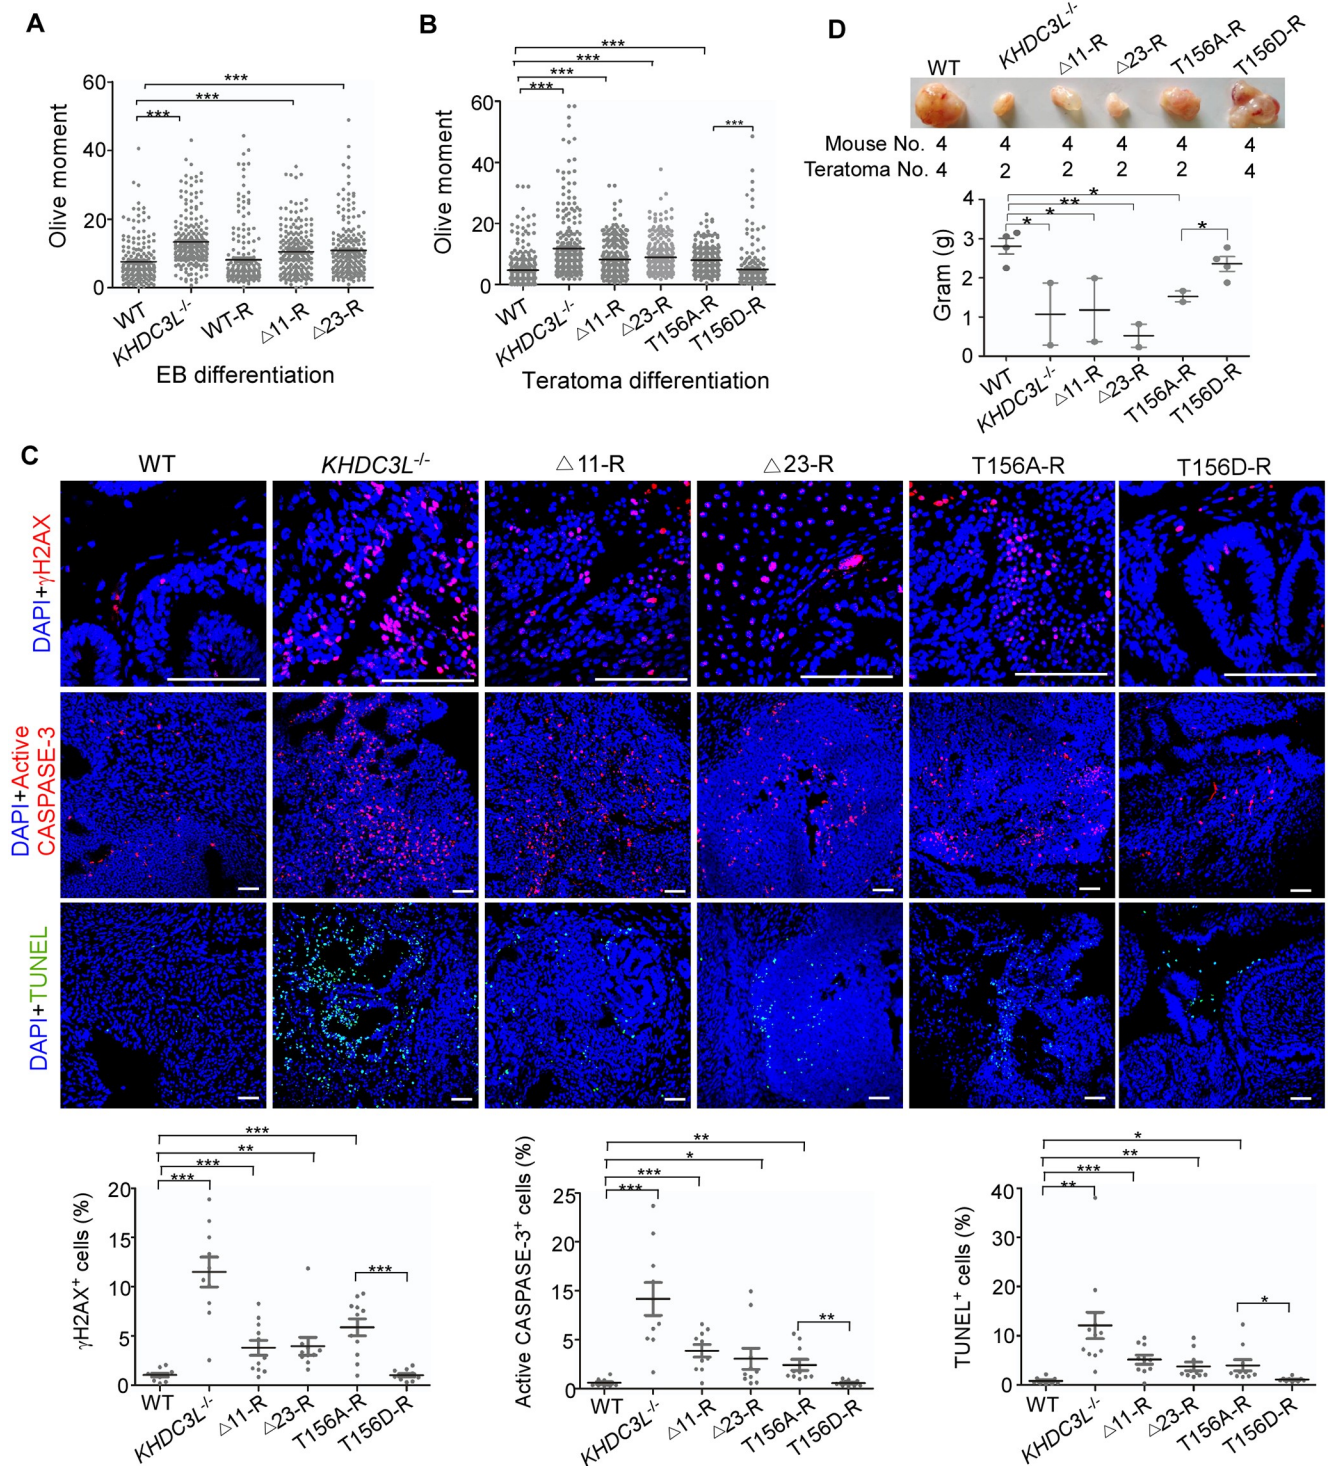 A
Olive moment
60
40
20
0
***
***
***
WT
KHDC3L-/-
WT-R
△11-R
△23-R
EB differentiation
B
Olive moment
60
40
20
0
***
***
***
***
***
WT
KHDC3L-/-
△11-R
△23-R
T156A-R
T156D-R
Teratoma differentiation
D
WT
KHDC3L-/-
△11-R
△23-R
T156A-R
T156D-R
Mouse No. 4 4 4 4 4 4
Teratoma No. 4 2 2 2 2 4
Gram (g)
4
3
2
1
0
*
**
*
*
*
WT
KHDC3L-/-
△11-R
△23-R
T156A-R
T156D-R
C
WT KHDC3L-/- △11-R △23-R T156A-R T156D-R
DAPI+γH2AX
DAPI+Active
CASPASE-3
DAPI+TUNEL
γH2AX+ cells (%)
20
15
10
5
0
***
**
***
***
***
WT
KHDC3L-/-
△11-R
△23-R
T156A-R
T156D-R
Active CASPASE-3+ cells (%)
25
20
15
5
0
**
*
***
***
**
WT
KHDC3L-/-
△11-R
△23-R
T156A-R
T156D-R
TUNEL+ cells (%)
40
30
20
10
0
*
**
***
**
*
WT
KHDC3L-/-
△11-R
△23-R
T156A-R
T156D-R